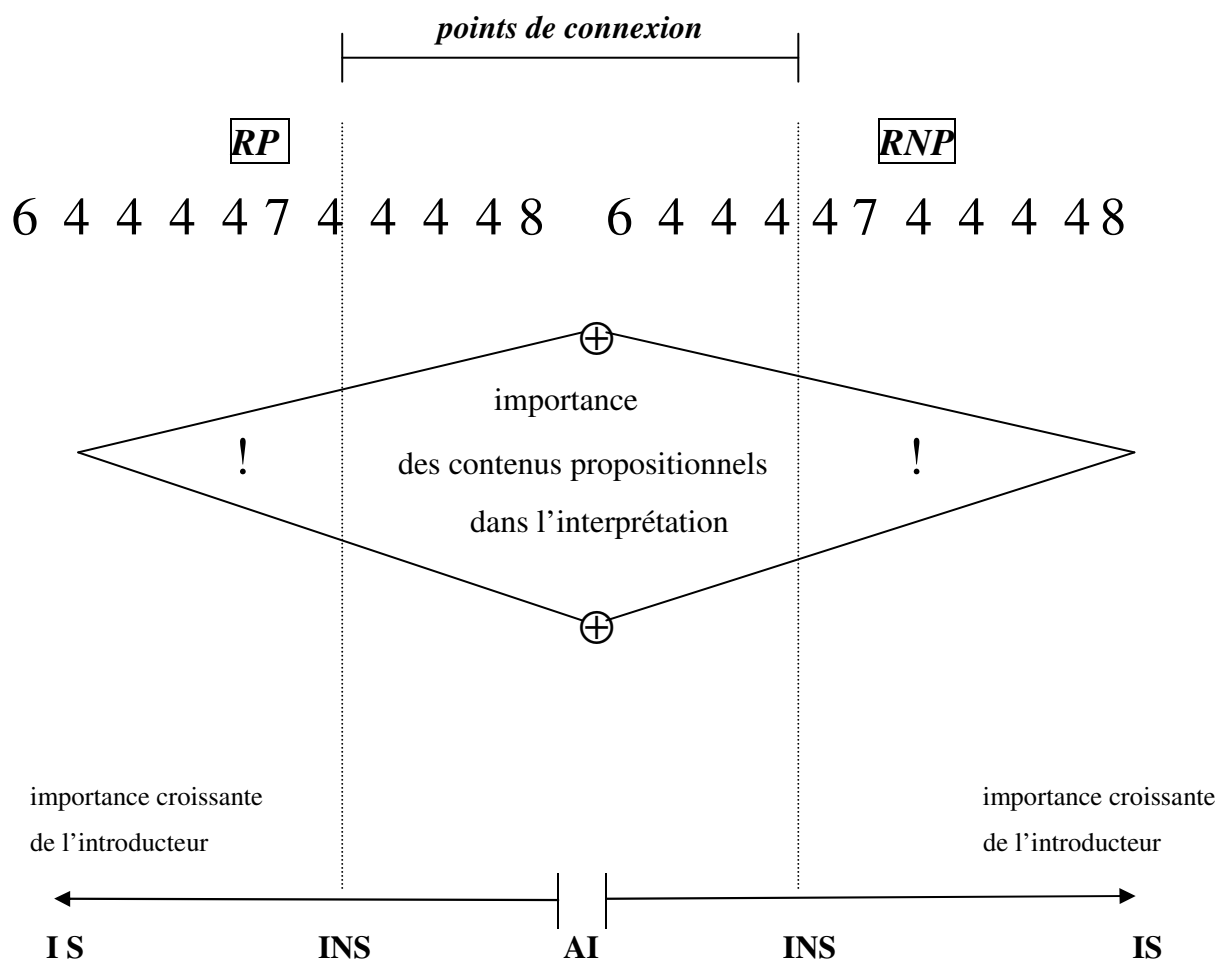 points de connexion
RP RNP
6 4 4 4 4 7 4 4 4 4 8 6 4 4 4 4 7 4 4 4 4 8
⊕
importance
! des contenus propositionnels !
dans l’interprétation
⊕
importance croissante importance croissante
de l’introducteur de l’introducteur
I S INS AI INS IS